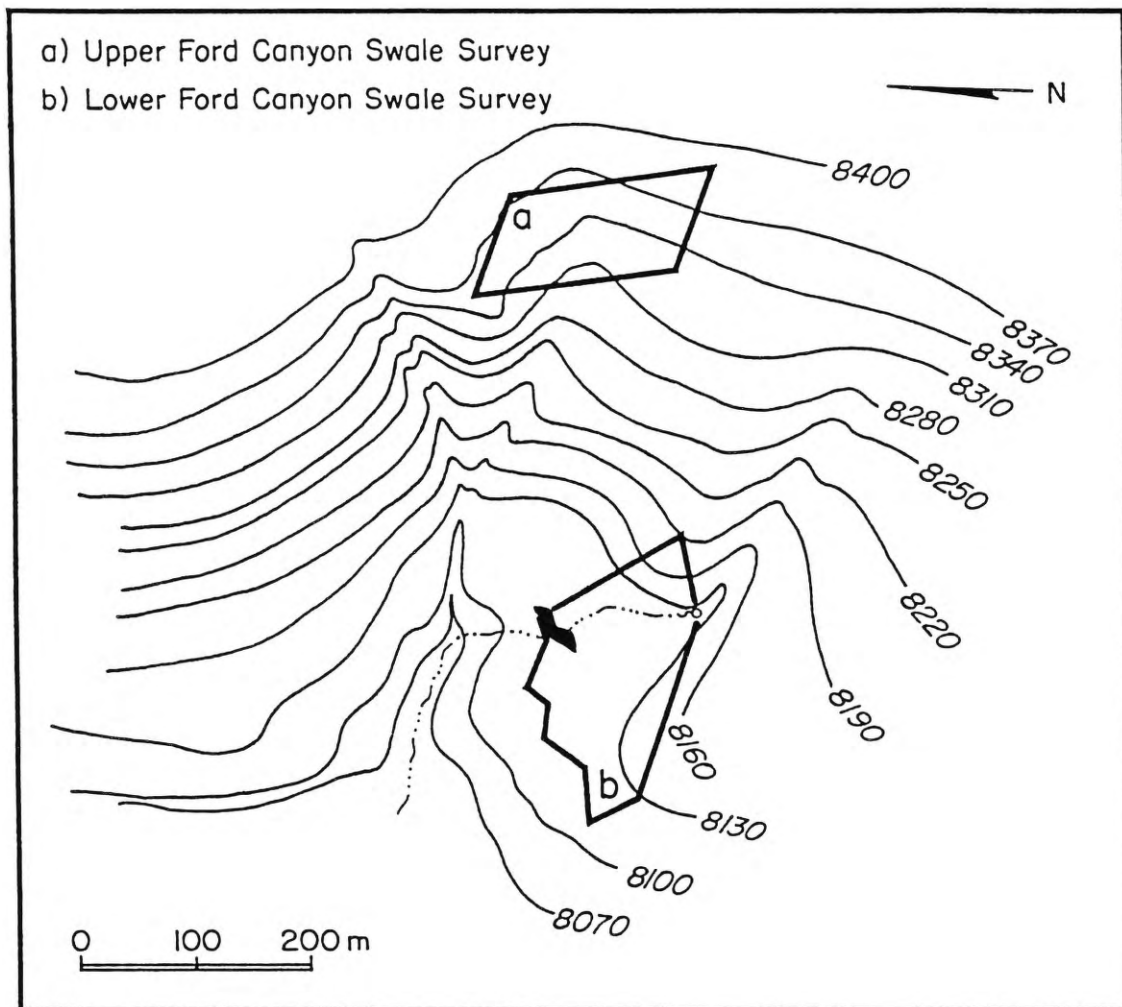 a) Upper Ford Canyon Swale Survey
b) Lower Ford Canyon Swale Survey
N
8400
a
8370
8340
8310
8280
8250
8220
8190
8160
b
8130
8100
8070
0 100 200 m